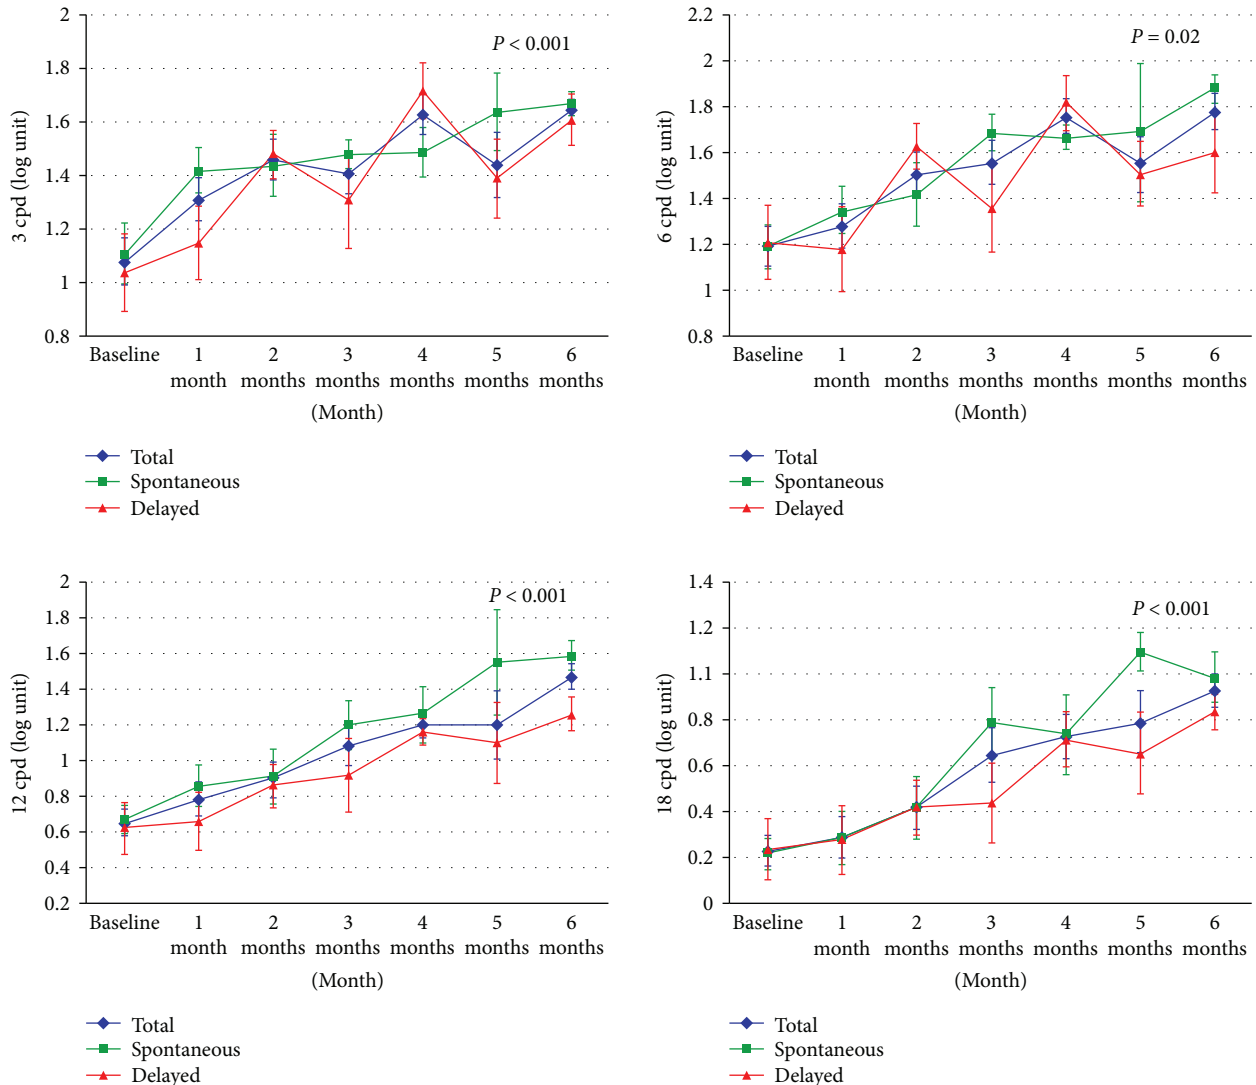 2
1.8
1.6
1.4
1.2
1
0.8
3 cpd (log unit)
P < 0.001
Baseline 1 2 3 4 5 6
month months months months months months
(Month)
Total
Spontaneous
Delayed
2.2
2
1.8
1.6
1.4
1.2
1
0.8
6 cpd (log unit)
P = 0.02
Baseline 1 2 3 4 5 6
month months months months months months
(Month)
Total
Spontaneous
Delayed
2
1.8
1.6
1.4
1.2
1
0.8
0.6
0.4
0.2
12 cpd (log unit)
P < 0.001
Baseline 1 2 3 4 5 6
month months months months months months
(Month)
Total
Spontaneous
Delayed
1.4
1.2
1.1
0.8
0.6
0.4
0.2
0
18 cpd (log unit)
P < 0.001
Baseline 1 2 3 4 5 6
month months months months months months
(Month)
Total
Spontaneous
Delayed